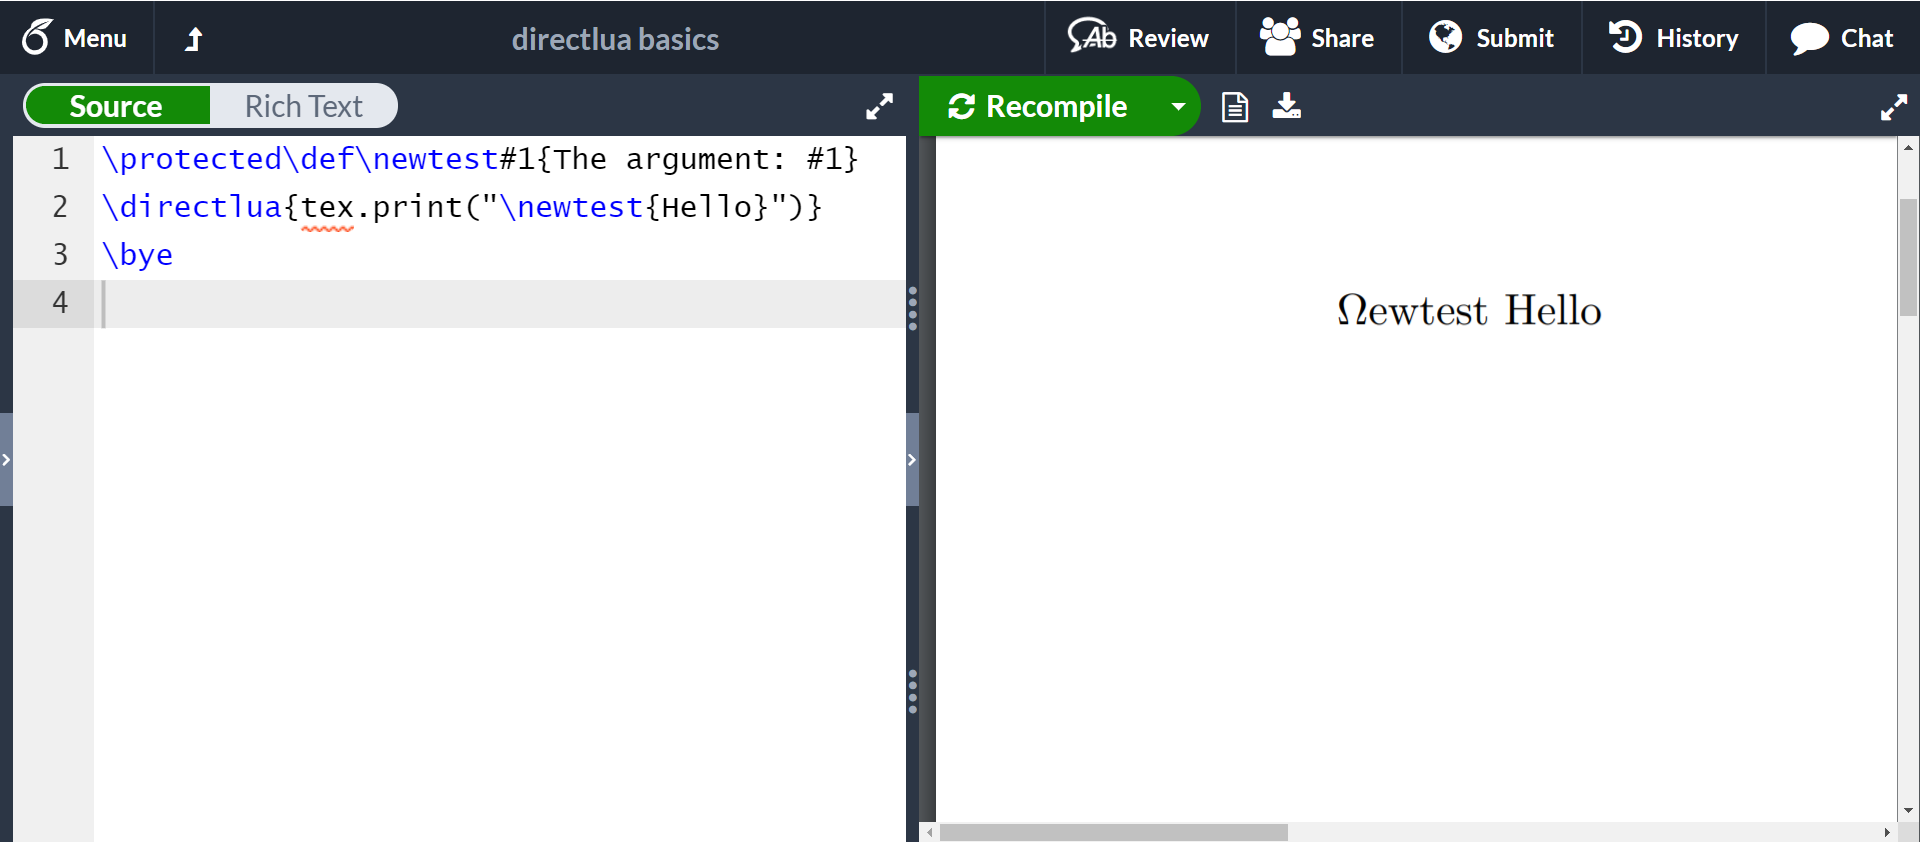 Menu
directlua basics
Review
Share
Submit
History
Chat
Source
Rich Text
Recompile
1 \protected\def\newtest#1{The argument: #1}
2 \directlua{tex.print("\newtest{Hello}")}
3 \bye
4
Ωewtest Hello